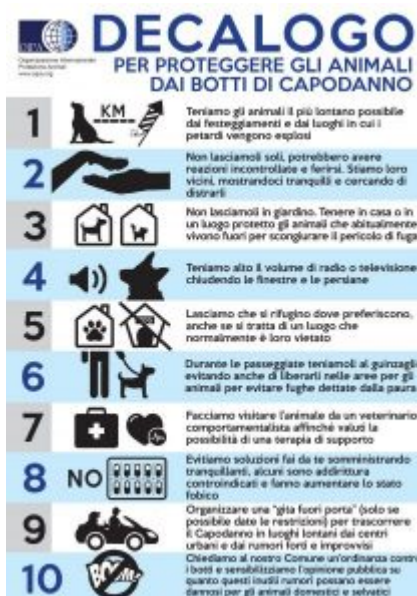 DECALOGO
PER PROTEGGERE GLI ANIMALI
DAI BOTTI DI CAPODANNO
OIPA
Organizzazione Internazionale
Protezione Animali
www.oipa.org
1
KM
Teniamo gli animali il più lontano possibile
dai festeggiamenti e dai luoghi in cui i
petardi vengono esplosi
2
Non lasciamoli soli, potrebbero avere
reazioni incontrollate e ferirsi. Stiamo loro
vicini, mostrandoci tranquilli e cercando di
distrarli
3
Non lasciamoli in giardino. Tenere in casa o in
un luogo protetto gli animali che abitualmente
vivono fuori per scongiurare il pericolo di fuga
4
Teniamo alto il volume di radio o televisione
chiudendo le finestre e le persiane
5
Lasciamo che si rifugino dove preferiscono,
anche se si tratta di un luogo che
normalmente è loro vietato
6
Durante le passeggiate teniamoli al guinzagli
evitando anche di liberarli nelle aree per gli
animali per evitare fughe dettate dalla paura
7
Facciamo visitare l'animale da un veterinario
comportamentalista affinché valuti la
possibilità di una terapia di supporto
8
NO
Evitiamo soluzioni fai da te somministrando
tranquillanti, alcuni sono addirittura
controindicati e fanno aumentare lo stato
fobico
9
Organizzare una "gita fuori porta" (solo se
possibile date le restrizioni) per trascorrere
il Capodanno in luoghi lontani dai centri
urbani e dai rumori forti e improvvisi
10
Chiediamo al nostro Comune un'ordinanza contro
i botti e sensibilizziamo l'opinione pubblica su
quanto questi inutili rumori possano essere
dannosi per gli animali domestici e selvatici